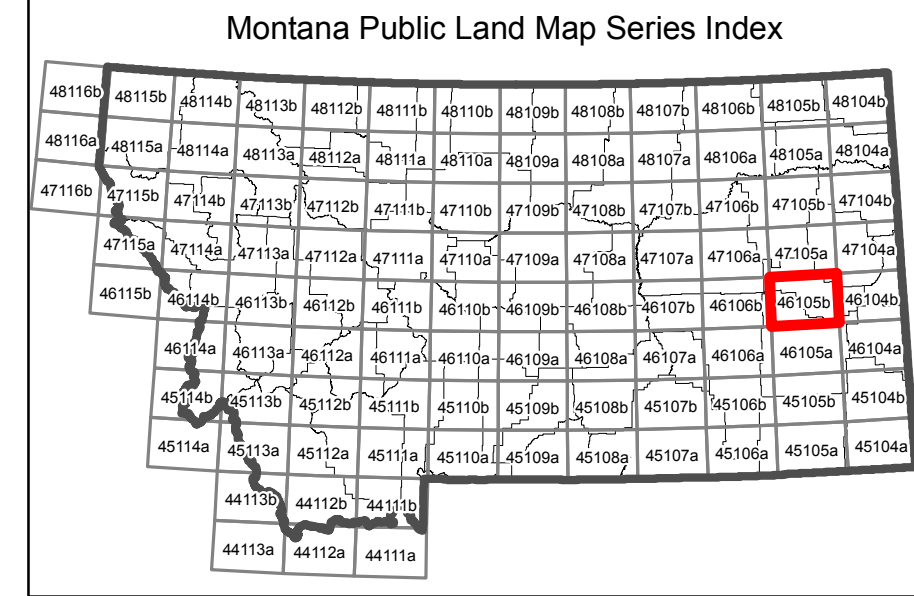 Montana Public Land Map Series Index
48116b 48115b 48114b 48113b 48112b 48111b 48110b 48109b 48108b 48107b 48106b 48105b 48104b
48116a 48115a 48114a 48113a 48112a 48111a 48110a 48109a 48108a 48107a 48106a 48105a 48104a
47116b 47115b 47114b 47113b 47112b 47111b 47110b 47109b 47108b 47107b 47106b 47105b 47104b
47115a 47114a 47113a 47112a 47111a 47110a 47109a 47108a 47107a 47106a 47105a 47104a
46115b 46114b 46113b 46112b 46111b 46110b 46109b 46108b 46107b 46106b 46105b 46104b
46114a 46113a 46112a 46111a 46110a 46109a 46108a 46107a 46106a 46105a 46104a
45114b 45113b 45112b 45111b 45110b 45109b 45108b 45107b 45106b 45105b 45104b
45114a 45113a 45112a 45111a 45110a 45109a 45108a 45107a 45106a 45105a 45104a
44113b 44112b 44111b
44113a 44112a 44111a